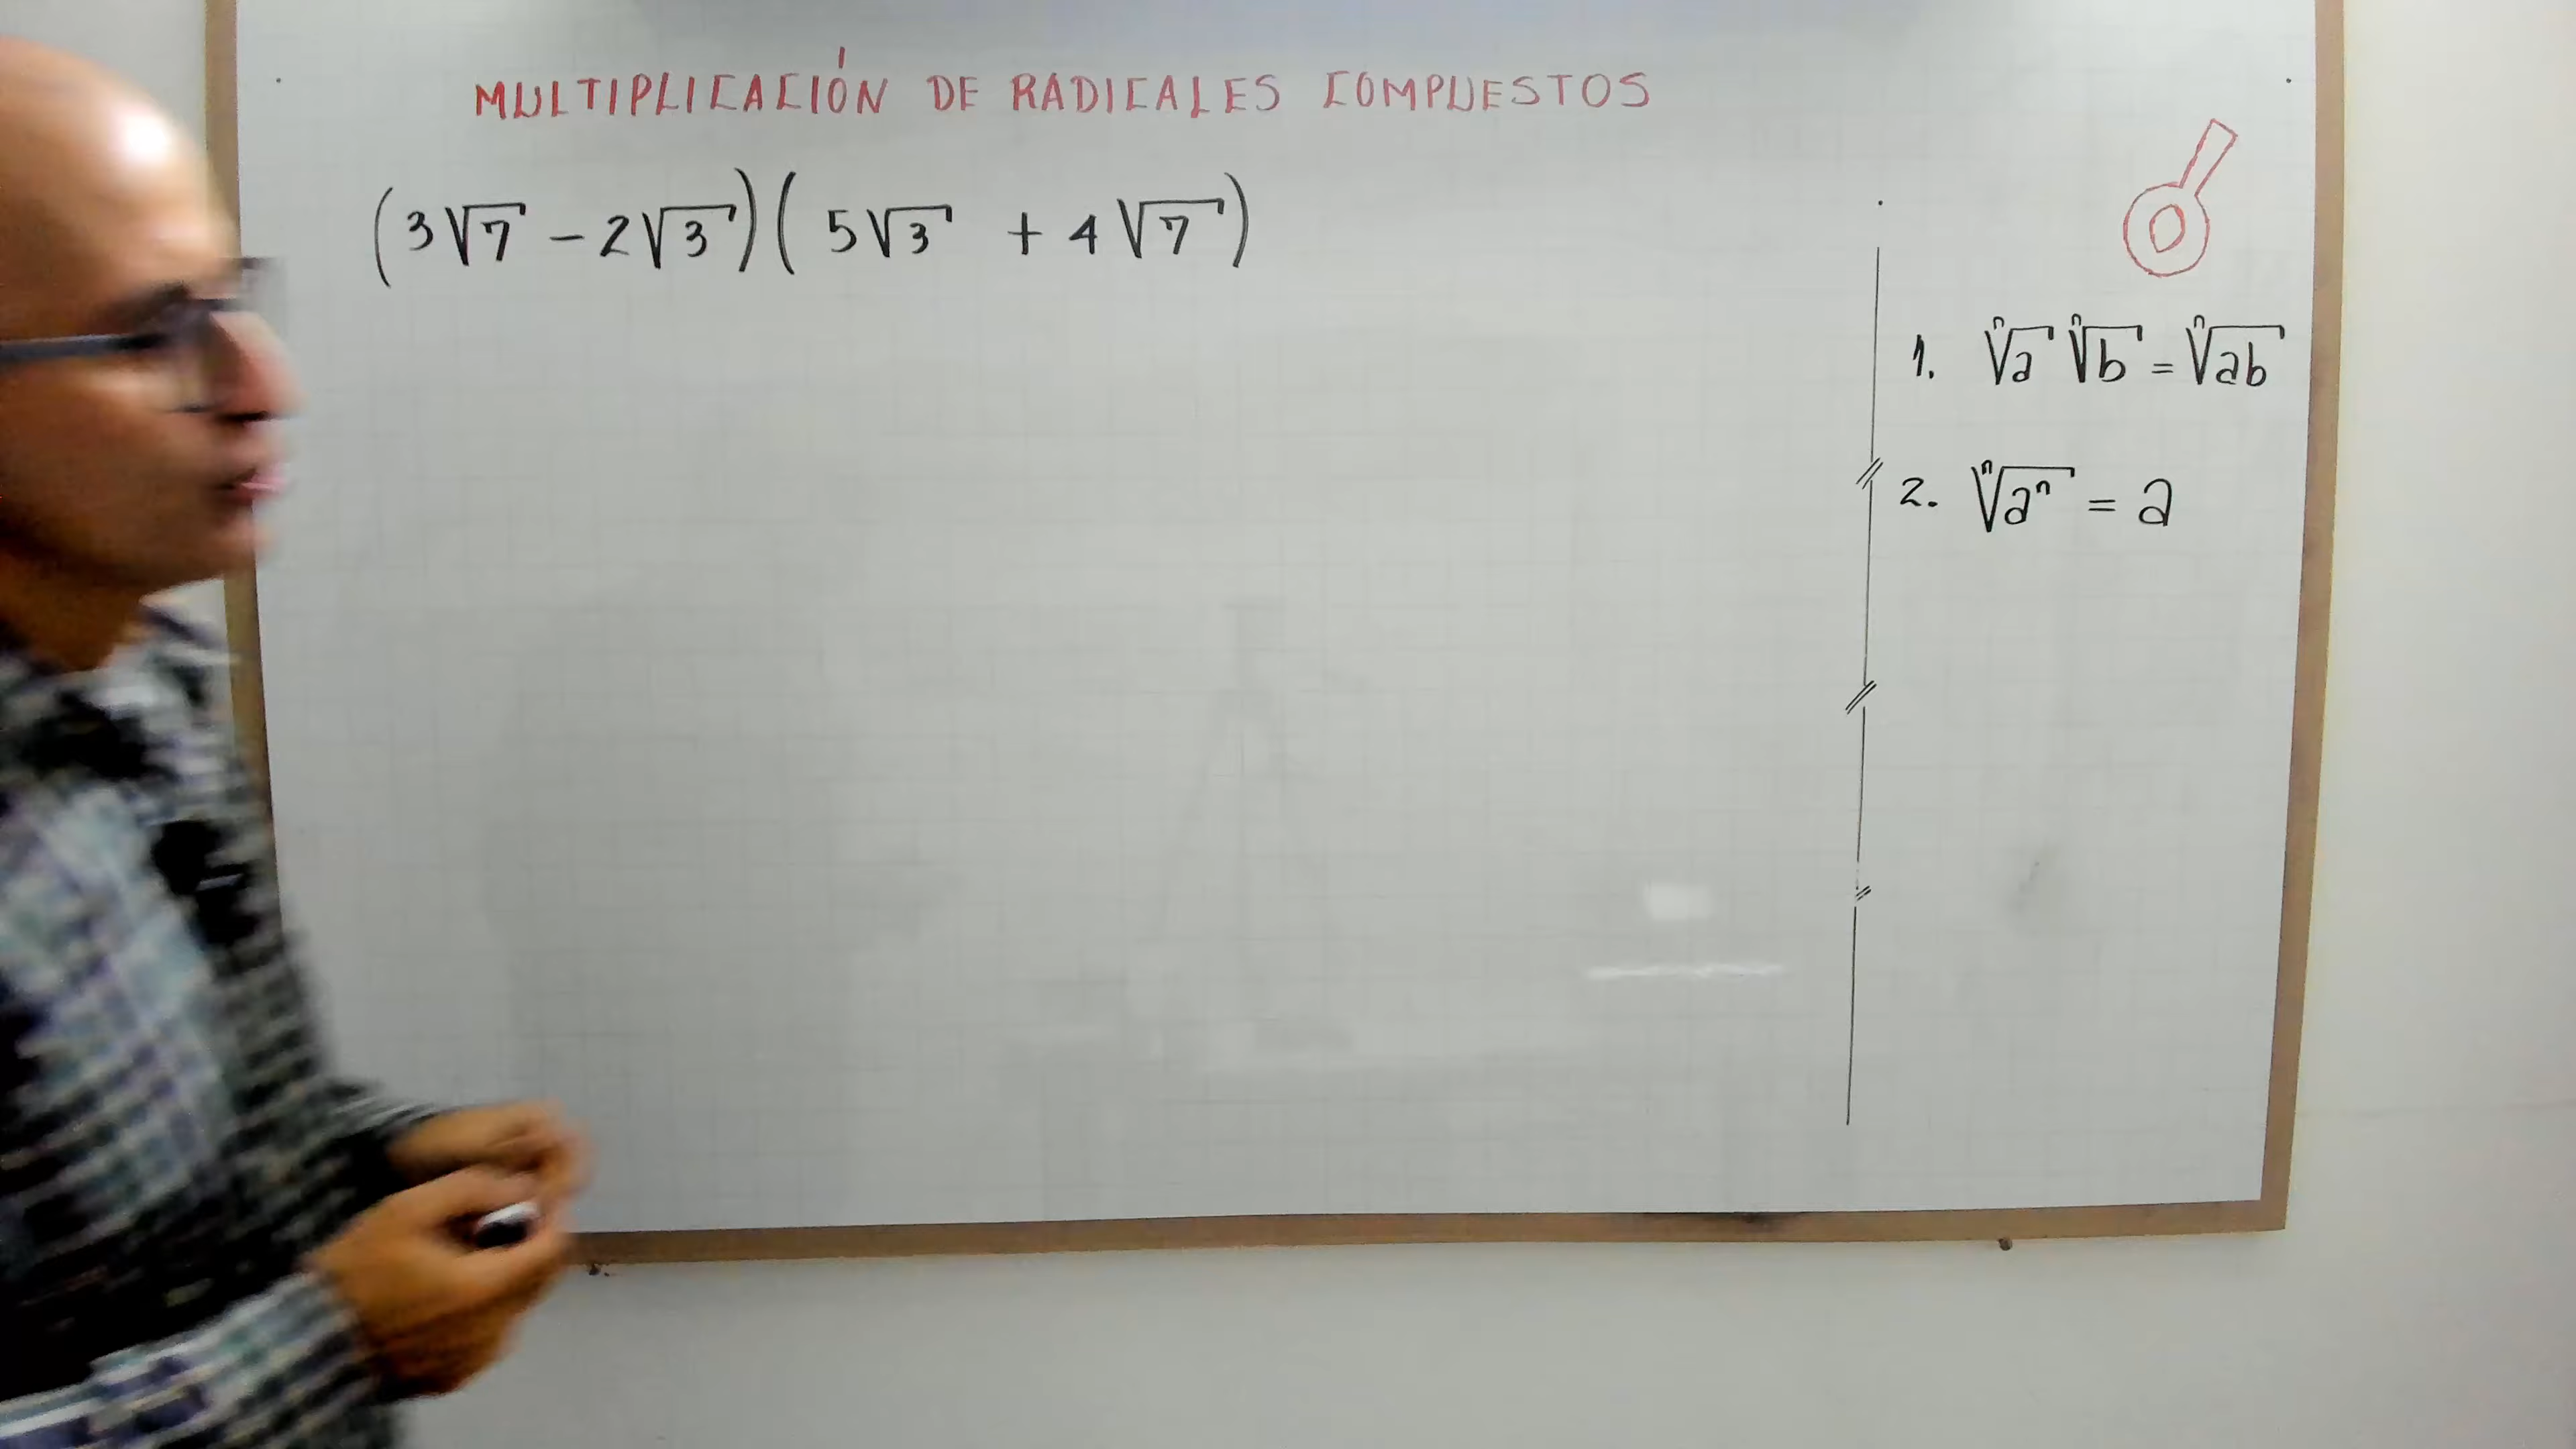 MULTIPLICACIÓN DE RADICALES COMPUESTOS
(3√7 - 2√3)(5√3 + 4√7)
1. ⁿ√a ⁿ√b = ⁿ√ab
2. ⁿ√aⁿ = a